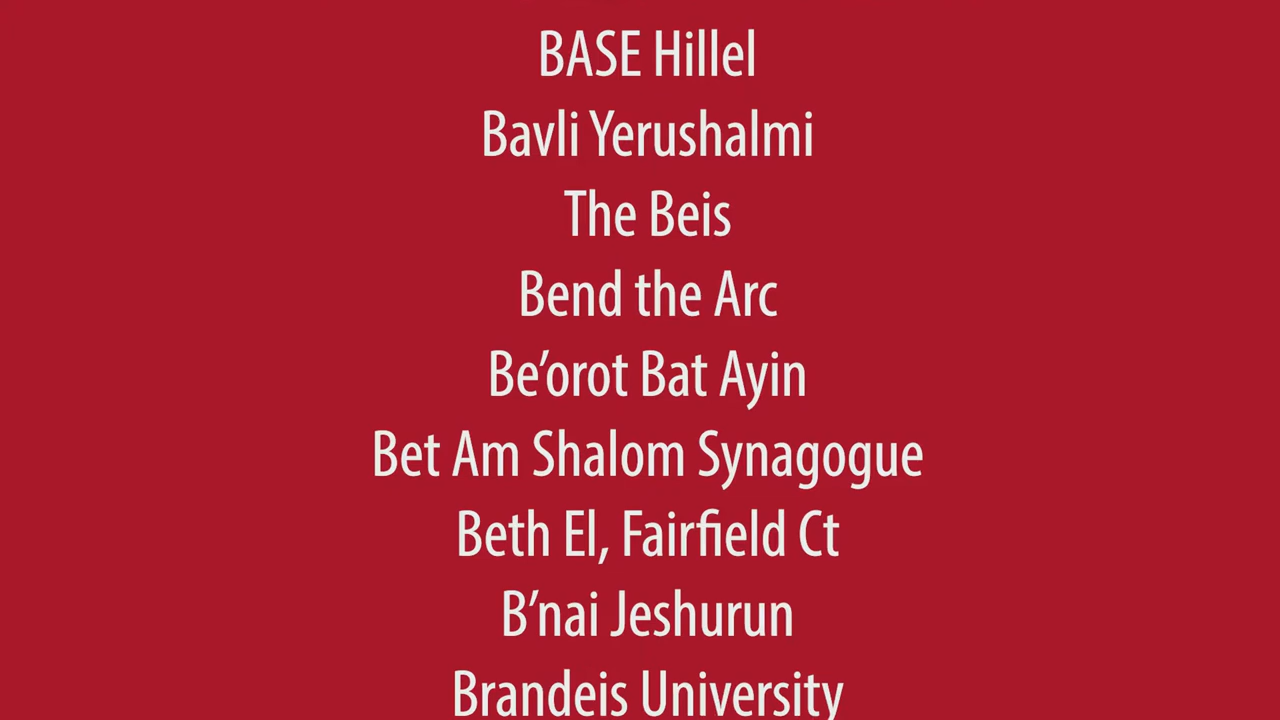 BASE Hillel
Bavli Yerushalmi
The Beis
Bend the Arc
Be’orot Bat Ayin
Bet Am Shalom Synagogue
Beth El, Fairfield Ct
B’nai Jeshurun
Brandeis University